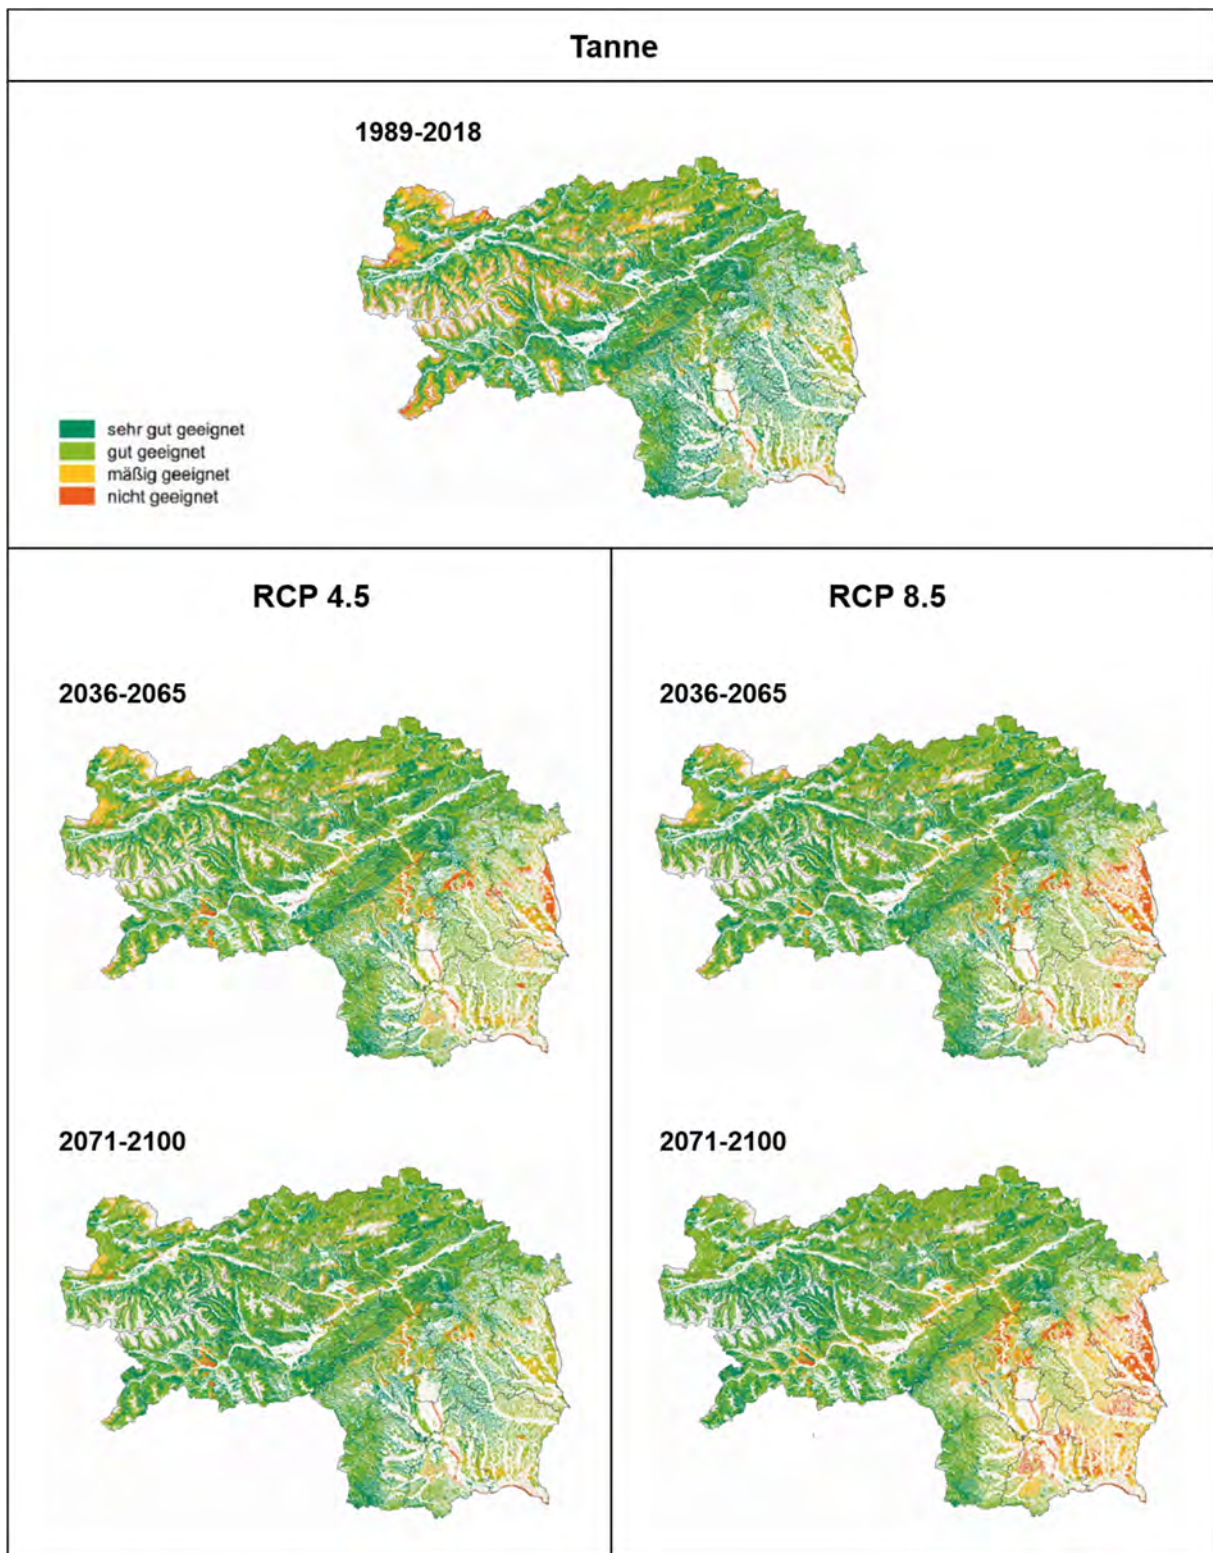 Tanne
1989-2018
sehr gut geeignet
gut geeignet
mäßig geeignet
nicht geeignet
RCP 4.5
RCP 8.5
2036-2065
2036-2065
2071-2100
2071-2100